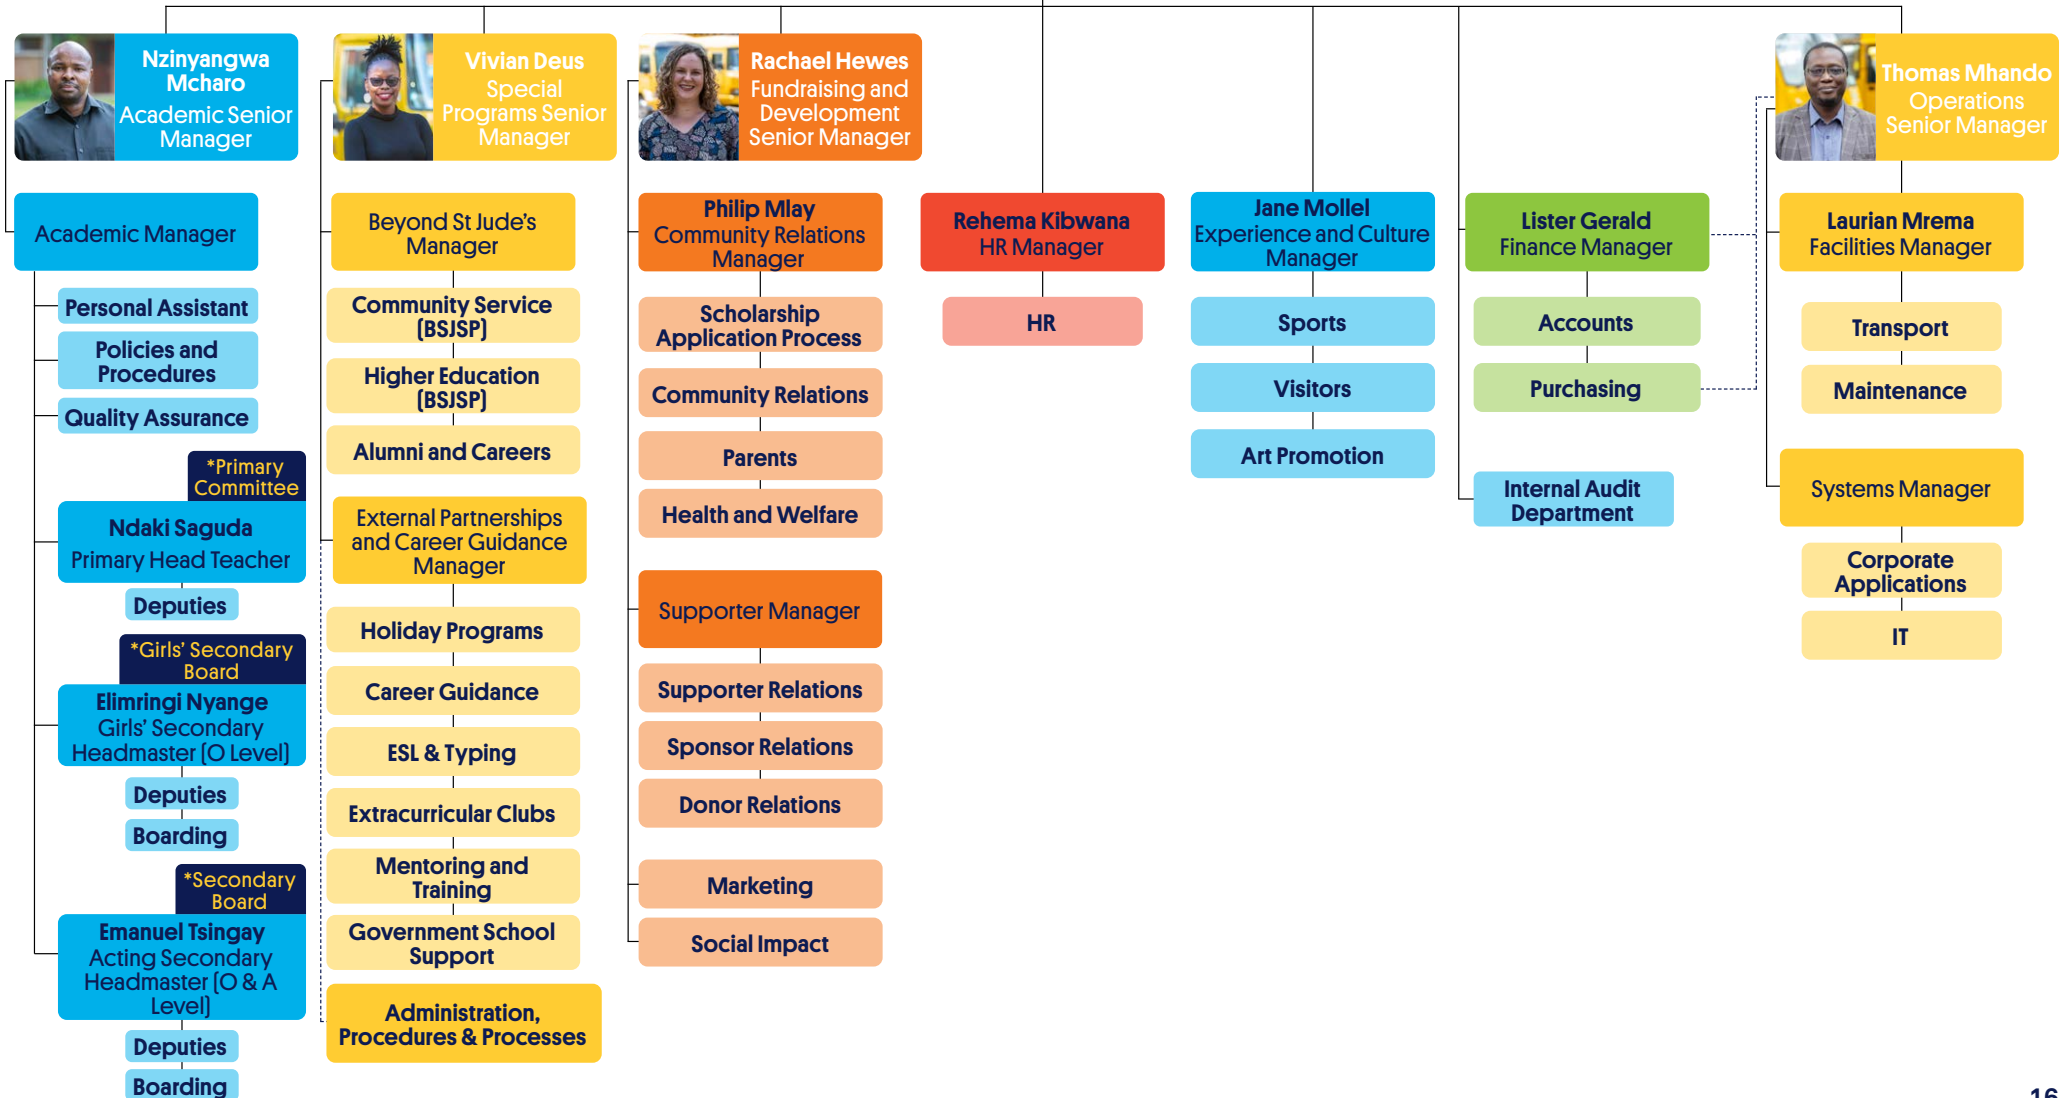 Nzinyangwa
Mcharo
Academic Senior
Manager
Vivian Deus
Special
Programs Senior
Manager
Rachael Hewes
Fundraising and
Development
Senior Manager
Thomas Mhando
Operations
Senior Manager
Academic Manager
Personal Assistant
Policies and
Procedures
Quality Assurance
*Primary
Committee
Ndaki Saguda
Primary Head Teacher
Deputies
*Girls' Secondary
Board
Elimringi Nyange
Girls' Secondary
Headmaster (O Level)
Deputies
Boarding
*Secondary
Board
Emanuel Tsingay
Acting Secondary
Headmaster (O & A
Level)
Deputies
Boarding
Beyond St Jude's
Manager
Community Service
(BSJSP)
Higher Education
(BSJSP)
Alumni and Careers
External Partnerships
and Career Guidance
Manager
Holiday Programs
Career Guidance
ESL & Typing
Extracurricular Clubs
Mentoring and
Training
Government School
Support
Administration,
Procedures & Processes
Philip Mlay
Community Relations
Manager
Scholarship
Application Process
Community Relations
Parents
Health and Welfare
Supporter Manager
Supporter Relations
Sponsor Relations
Donor Relations
Marketing
Social Impact
Rehema Kibwana
HR Manager
HR
Jane Mollel
Experience and Culture
Manager
Sports
Visitors
Art Promotion
Lister Gerald
Finance Manager
Accounts
Purchasing
Internal Audit
Department
Laurian Mrema
Facilities Manager
Transport
Maintenance
Systems Manager
Corporate
Applications
IT
16